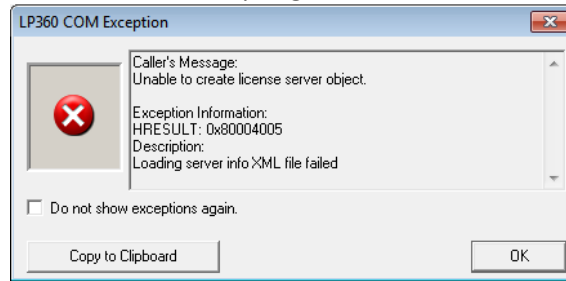 LP360 COM Exception
Caller's Message:
Unable to create license server object.
Exception Information:
HRESULT: 0x80004005
Description:
Loading server info XML file failed
Do not show exceptions again.
Copy to Clipboard
OK